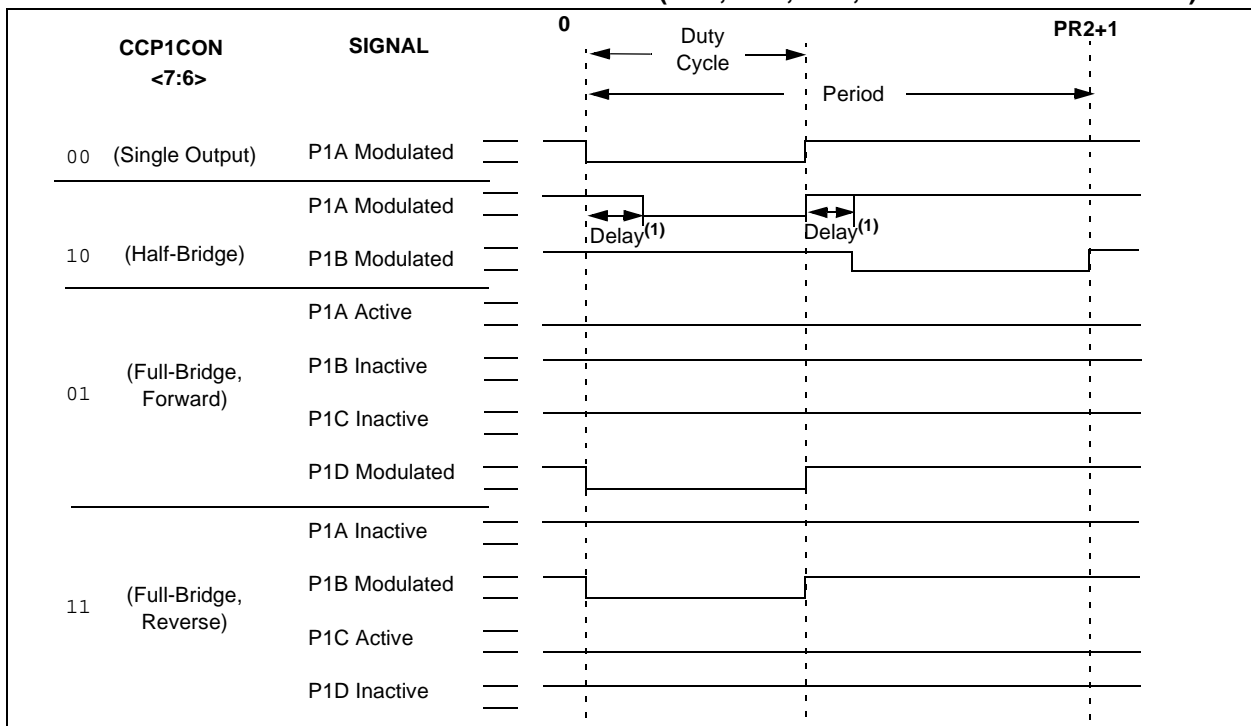 0
PR2+1
CCP1CON
<7:6>
SIGNAL
Duty
Cycle
Period
00 (Single Output) P1A Modulated
P1A Modulated
Delay(1)
Delay(1)
10 (Half-Bridge) P1B Modulated
P1A Active
01 (Full-Bridge,
Forward)
P1B Inactive
P1C Inactive
P1D Modulated
P1A Inactive
11 (Full-Bridge,
Reverse)
P1B Modulated
P1C Active
P1D Inactive